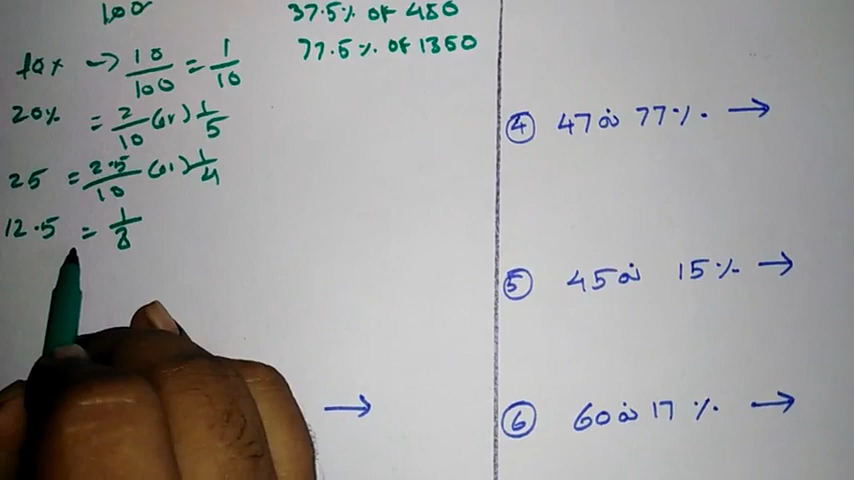 100
10% → 10/100 = 1/10
20% = 2/10 (or) 1/5
25 = 2.5/10 (or) 1/4
12.5 = 1/8
37.5% of 450
77.5% of 1350
→
④ 47ல் 77% →
⑤ 45ல் 15% →
⑥ 60ல் 17 % →